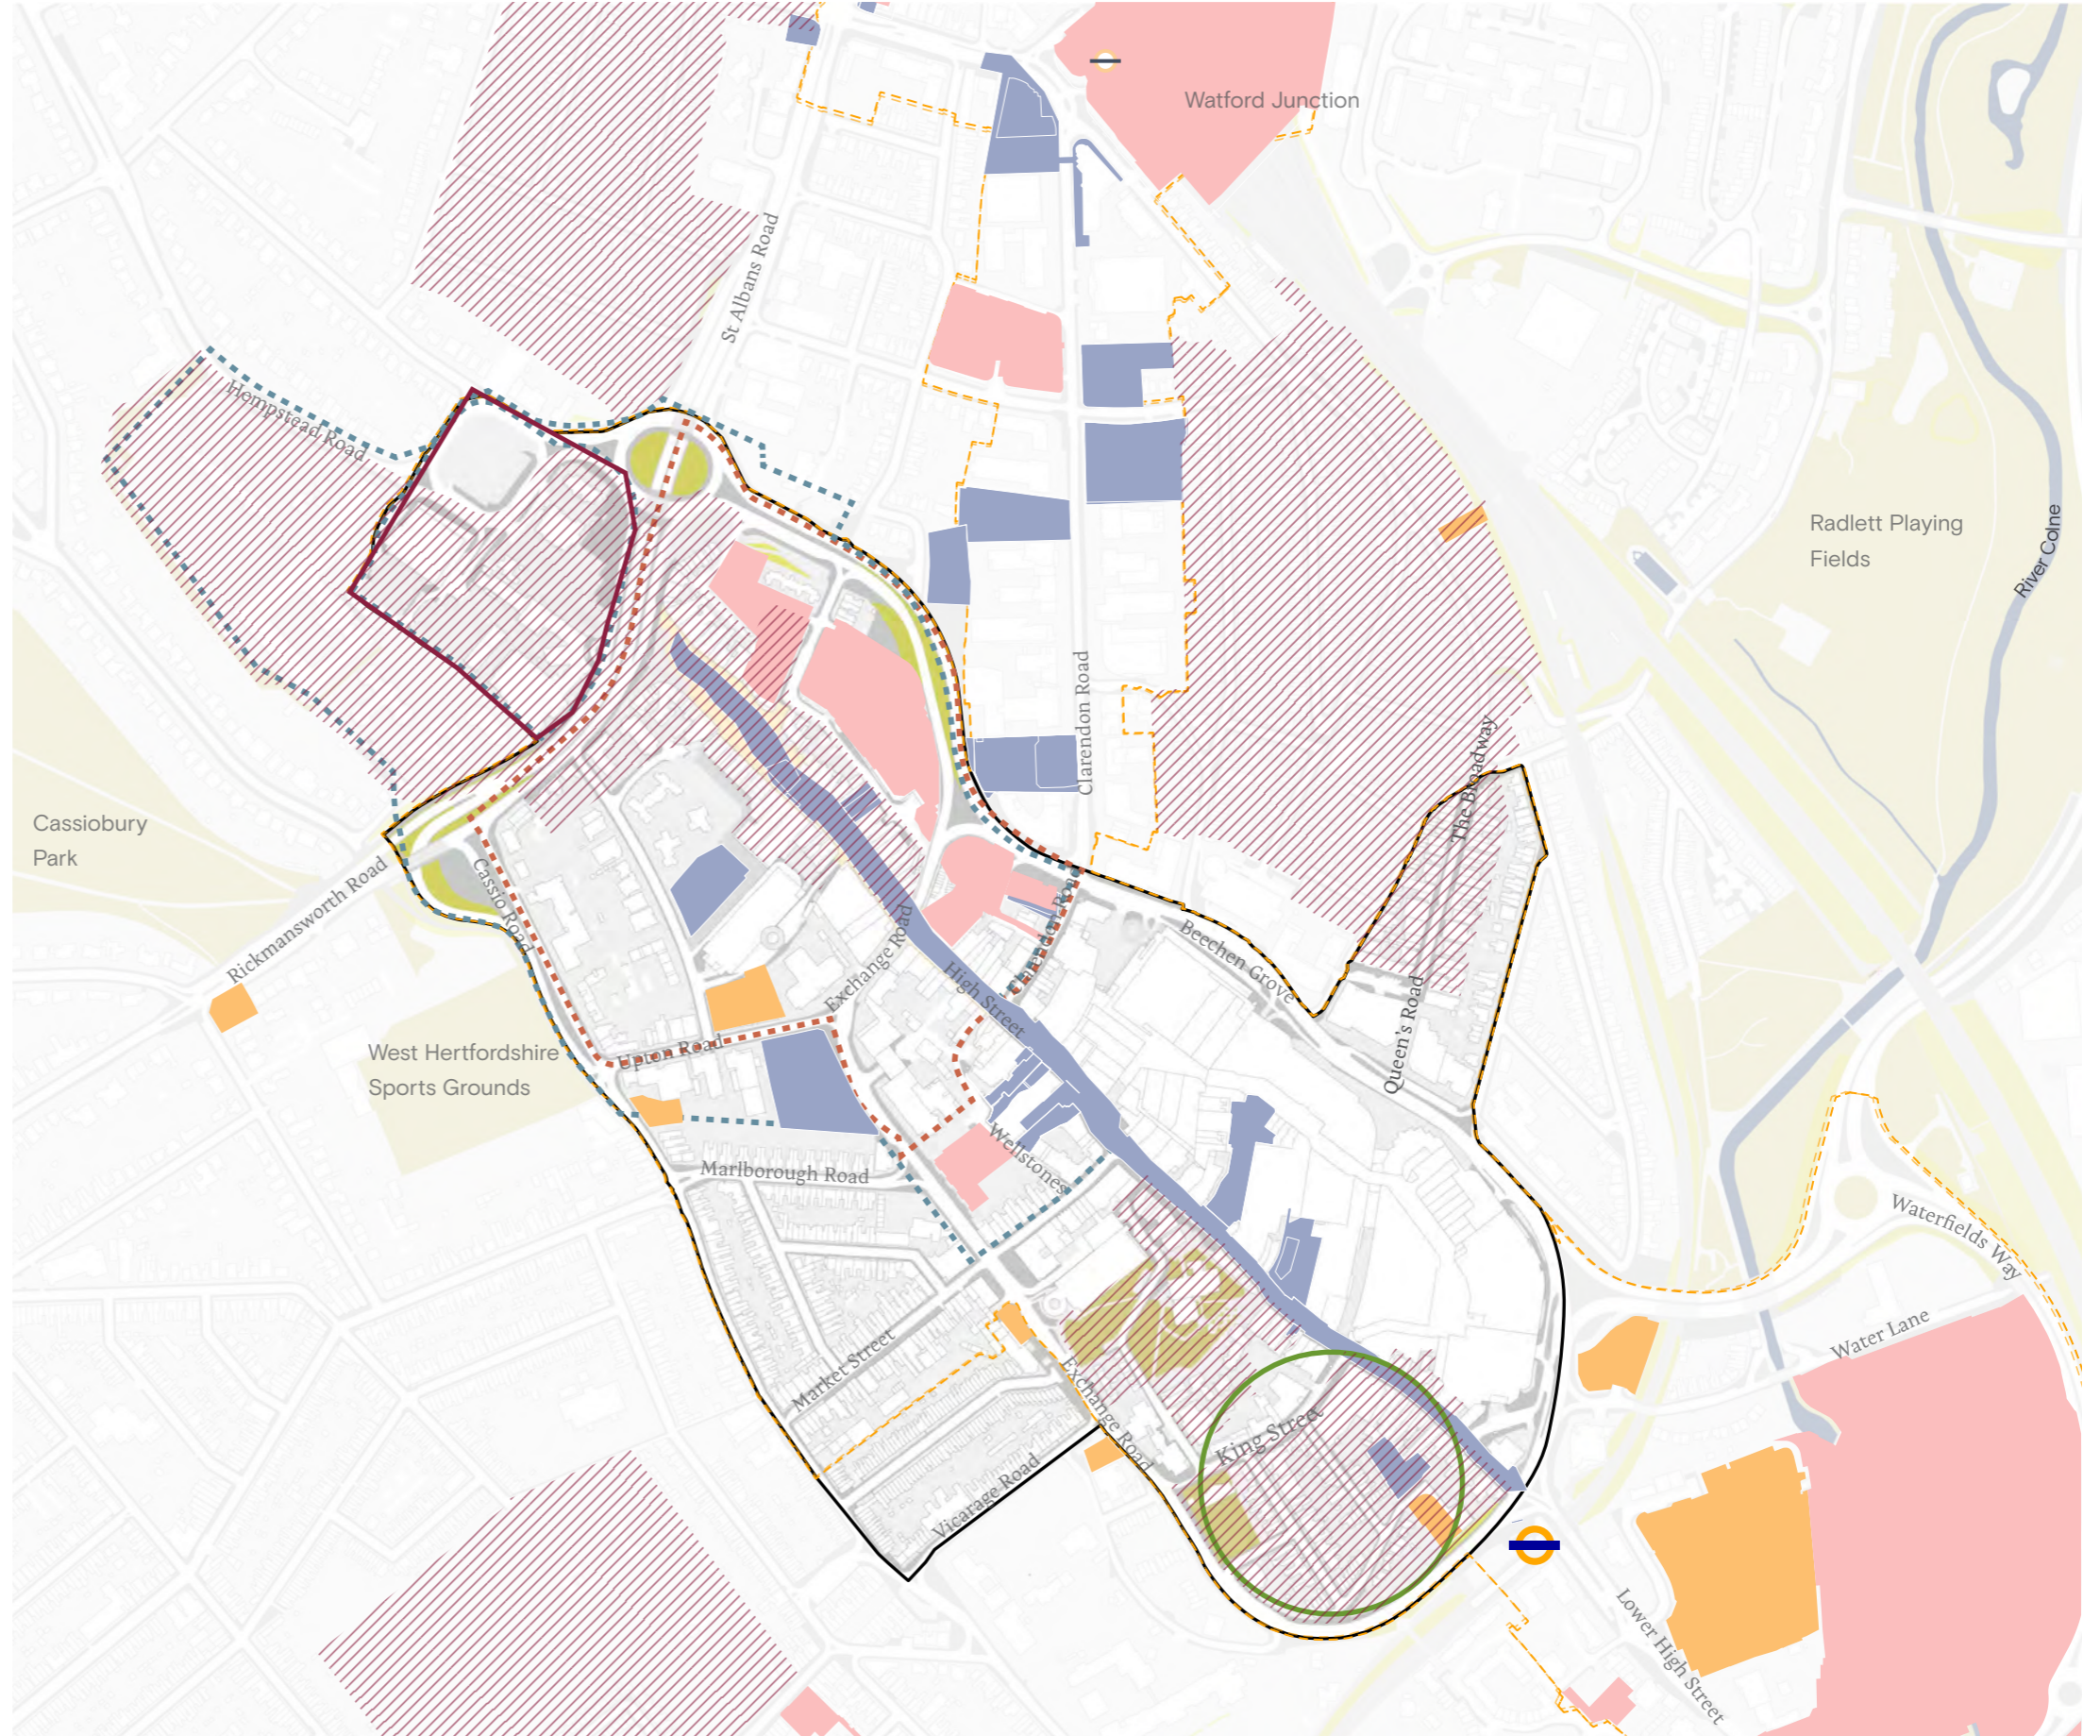 Watford Junction
St Albans Road
Hempstead Road
Radlett Playing
Fields
River Colne
Clarendon Road
The Broadway
Cassiobury
Park
Cassio Road
Rickmansworth Road
Exchange Road
Clarendon Road
Beechen Grove
High Street
Queen's Road
West Hertfordshire
Sports Grounds
Upton Road
Wellstones
Marlborough Road
Waterfields Way
Water Lane
Market Street
Exchange Road
King Street
Vicarage Road
Lower High Street